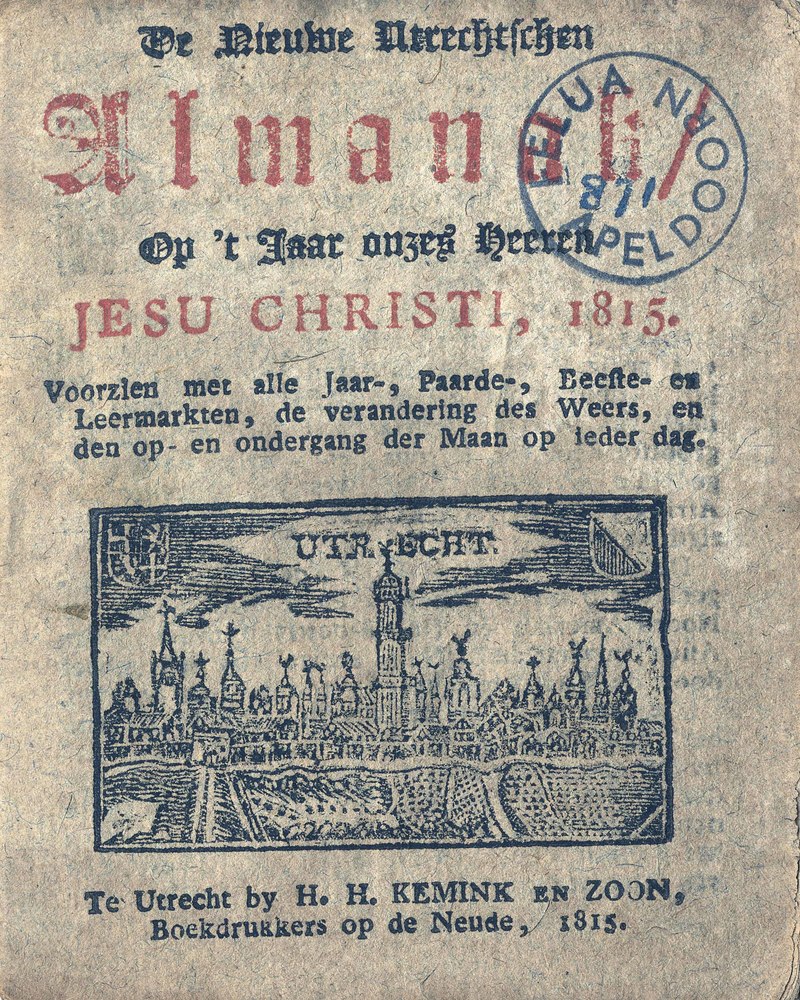 De Nieuwe Utrechtschen
Almanak/
Op 't Jaar onzes Heeren
JESU CHRISTI, 1815.
Voorzien met alle Jaar-, Paarde-, Beeste- en
Leermarkten, de verandering des Weers, en
den op- en ondergang der Maan op ieder dag.
UTRECHT.
Te Utrecht by H. H. KEMINK EN ZOON,
Boekdrukkers op de Neude, 1815.
APELDOORN
871